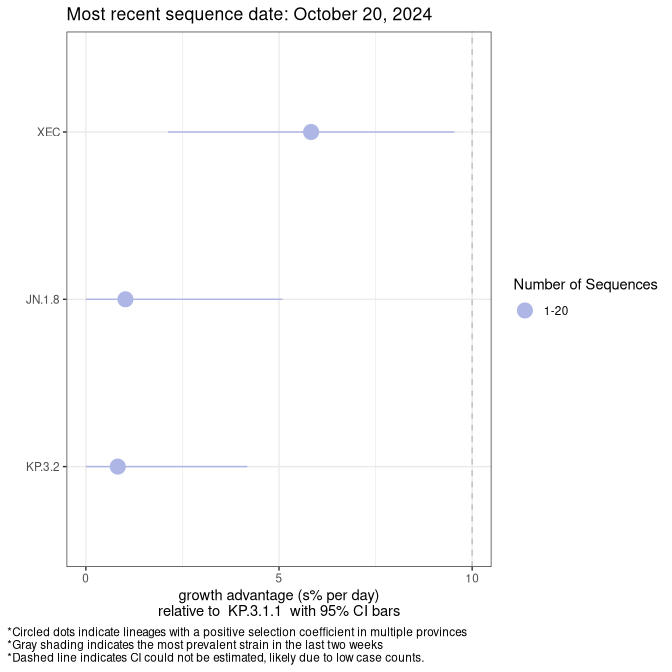 Most recent sequence date: October 20, 2024
XEC
JN.1.8
KP.3.2
0 5 10
growth advantage (s% per day)
relative to KP.3.1.1 with 95% CI bars
Number of Sequences
1-20
*Circled dots indicate lineages with a positive selection coefficient in multiple provinces
*Gray shading indicates the most prevalent strain in the last two weeks
*Dashed line indicates CI could not be estimated, likely due to low case counts.